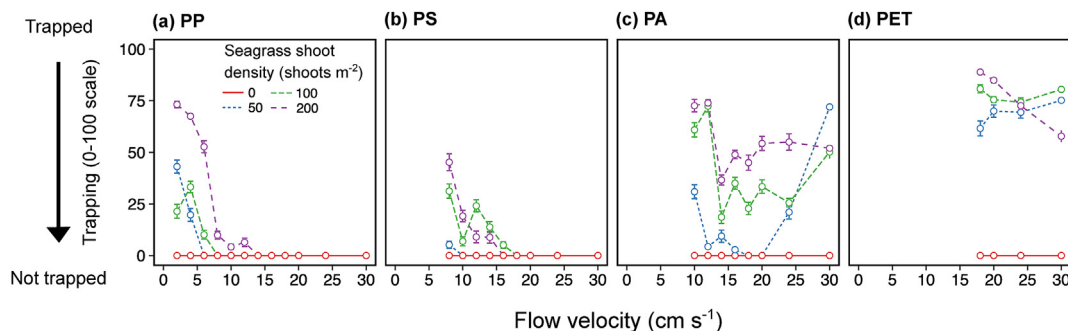 Trapped
Not trapped
Trapping (0-100 scale)
(a) PP
(b) PS
(c) PA
(d) PET
Seagrass shoot
density (shoots m⁻²)
0 100
50 200
100
75
50
25
0
0 5 10 15 20 25 30
0 5 10 15 20 25 30
0 5 10 15 20 25 30
0 5 10 15 20 25 30
Flow velocity (cm s⁻¹)